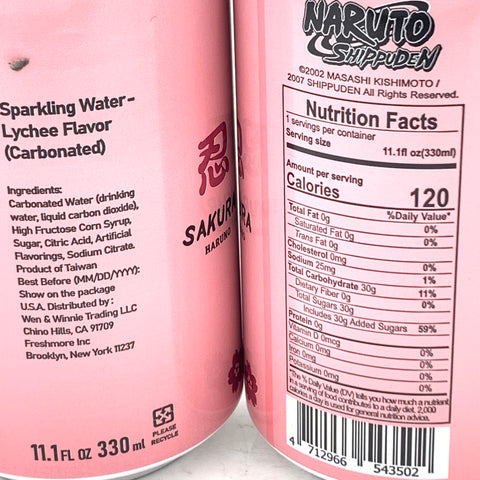 Sparkling Water-
Lychee Flavor
(Carbonated)
Ingredients:
Carbonated Water (drinking
water, liquid carbon dioxide),
High Fructose Corn Syrup,
Sugar, Citric Acid, Artificial
Flavorings, Sodium Citrate.
Product of Taiwan
Best Before (MM/DD/YYYY):
Show on the package
U.S.A. Distributed by :
Wen & Winnie Trading LLC
Chino Hills, CA 91709
Freshmore Inc
Brooklyn, New York 11237
11.1FL OZ 330 ml
PLEASE
RECYCLE
忍
SAKURA
HARUNO
RA
NARUTO
SHIPPUDEN
©2002 MASASHI KISHIMOTO /
2007 SHIPPUDEN All Rights Reserved.
Nutrition Facts
1 servings per container
Serving size 11.1fl oz(330ml)
Amount per serving
Calories 120
%Daily Value*
Total Fat 0g 0%
Saturated Fat 0g 0%
Trans Fat 0g
Cholesterol 0mg 0%
Sodium 25mg 1%
Total Carbohydrate 30g 11%
Dietary Fiber 0g 0%
Total Sugars 30g
Includes 30g Added Sugars 59%
Protein 0g
Vitamin D 0mcg 0%
Calcium 0mg 0%
Iron 0mg 0%
Potassium 0mg 0%
*The % Daily Value (DV) tells you how much a nutrient
in a serving of food contributes to a daily diet. 2,000
calories a day is used for general nutrition advice.
4 712966 543502